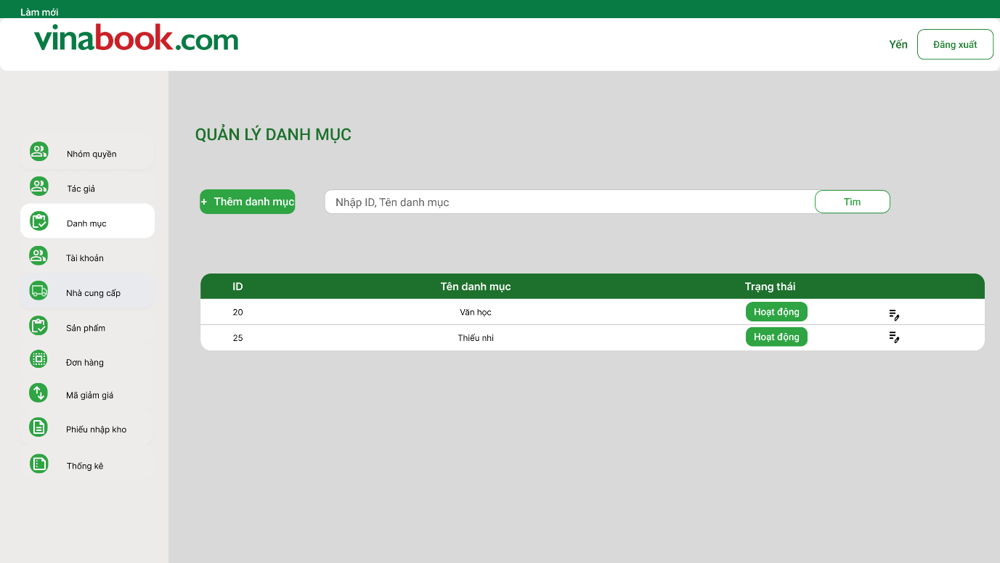 Làm mới
vinabook.com
Yến
Đăng xuất
QUẢN LÝ DANH MỤC
Nhóm quyền
Tác giả
Danh mục
Tài khoản
Nhà cung cấp
Sản phẩm
Đơn hàng
Mã giảm giá
Phiếu nhập kho
Thống kê
+ Thêm danh mục
Nhập ID, Tên danh mục
Tìm
ID Tên danh mục Trạng thái
20 Văn học Hoạt động
25 Thiếu nhi Hoạt động